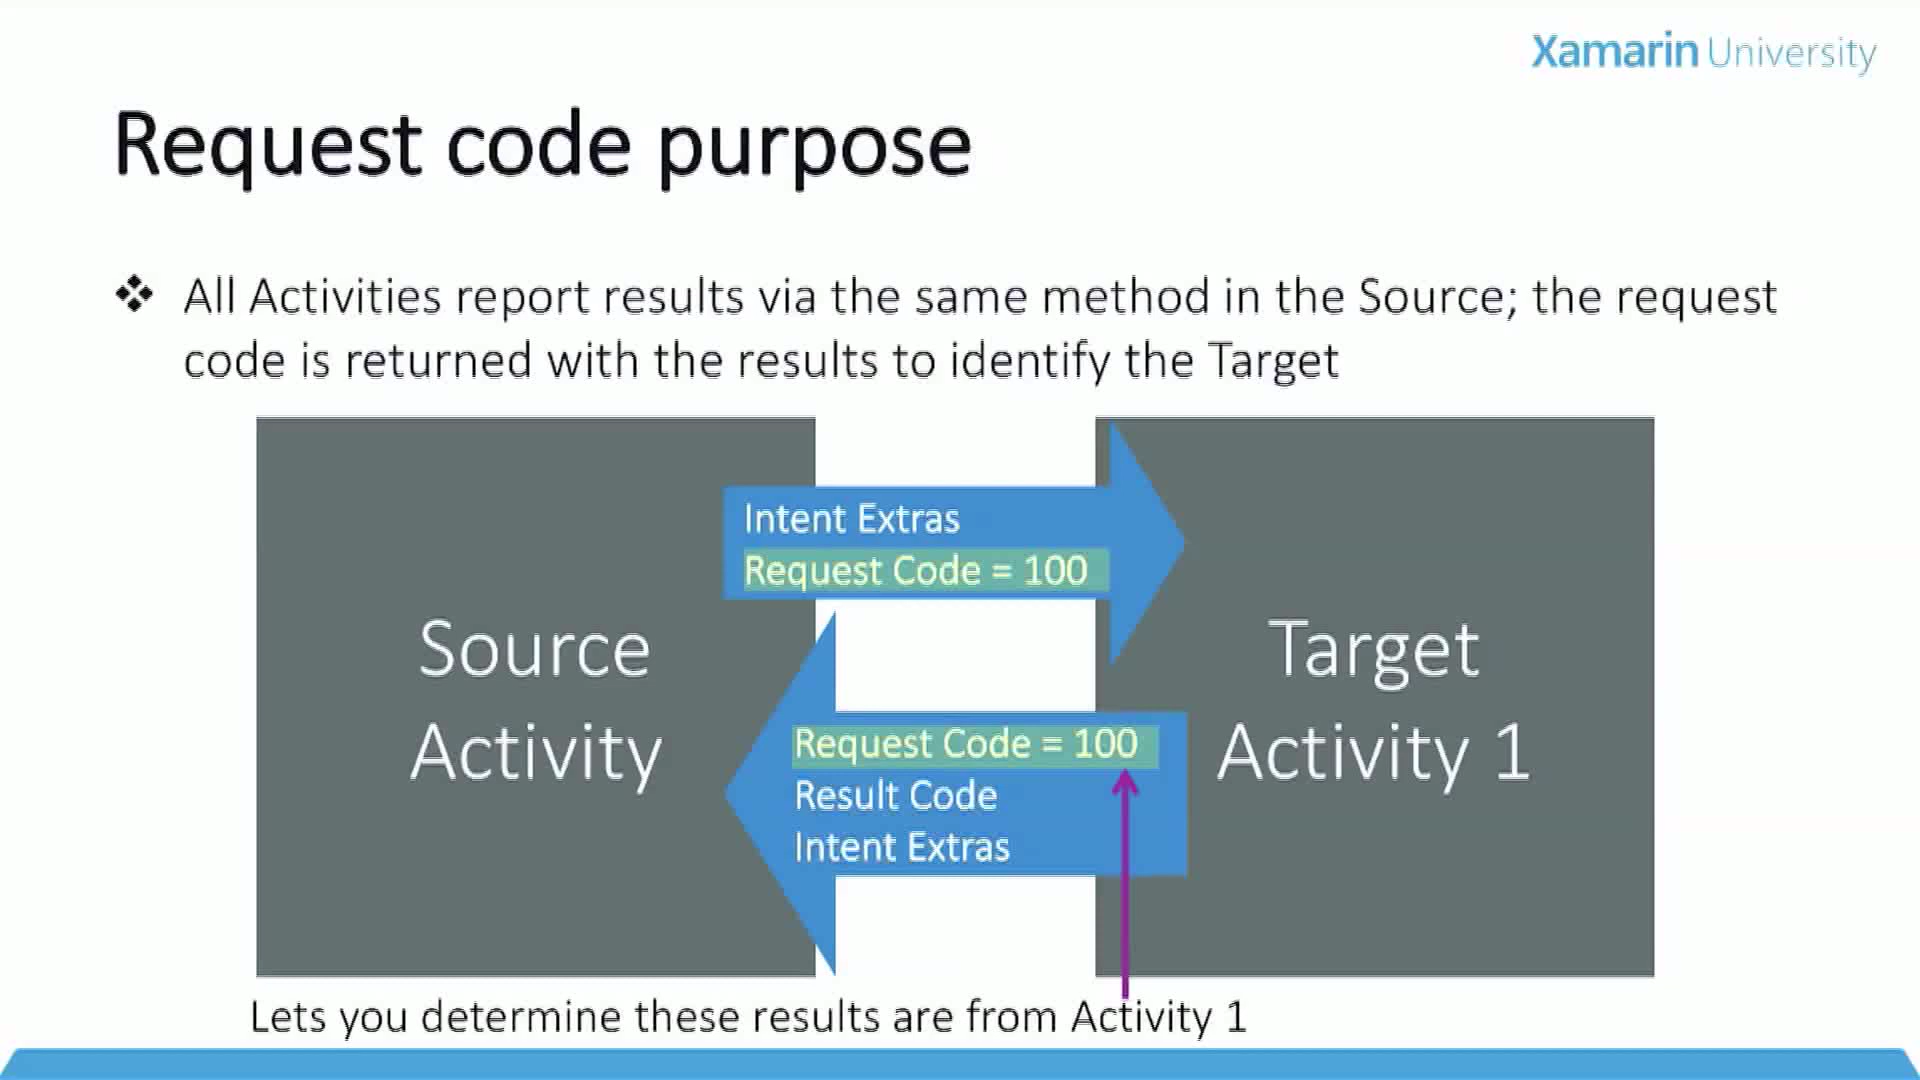 Xamarin University
Request code purpose
❖ All Activities report results via the same method in the Source; the request
code is returned with the results to identify the Target
Intent Extras
Request Code = 100
Source
Activity
Target
Activity 1
Request Code = 100
Result Code
Intent Extras
Lets you determine these results are from Activity 1